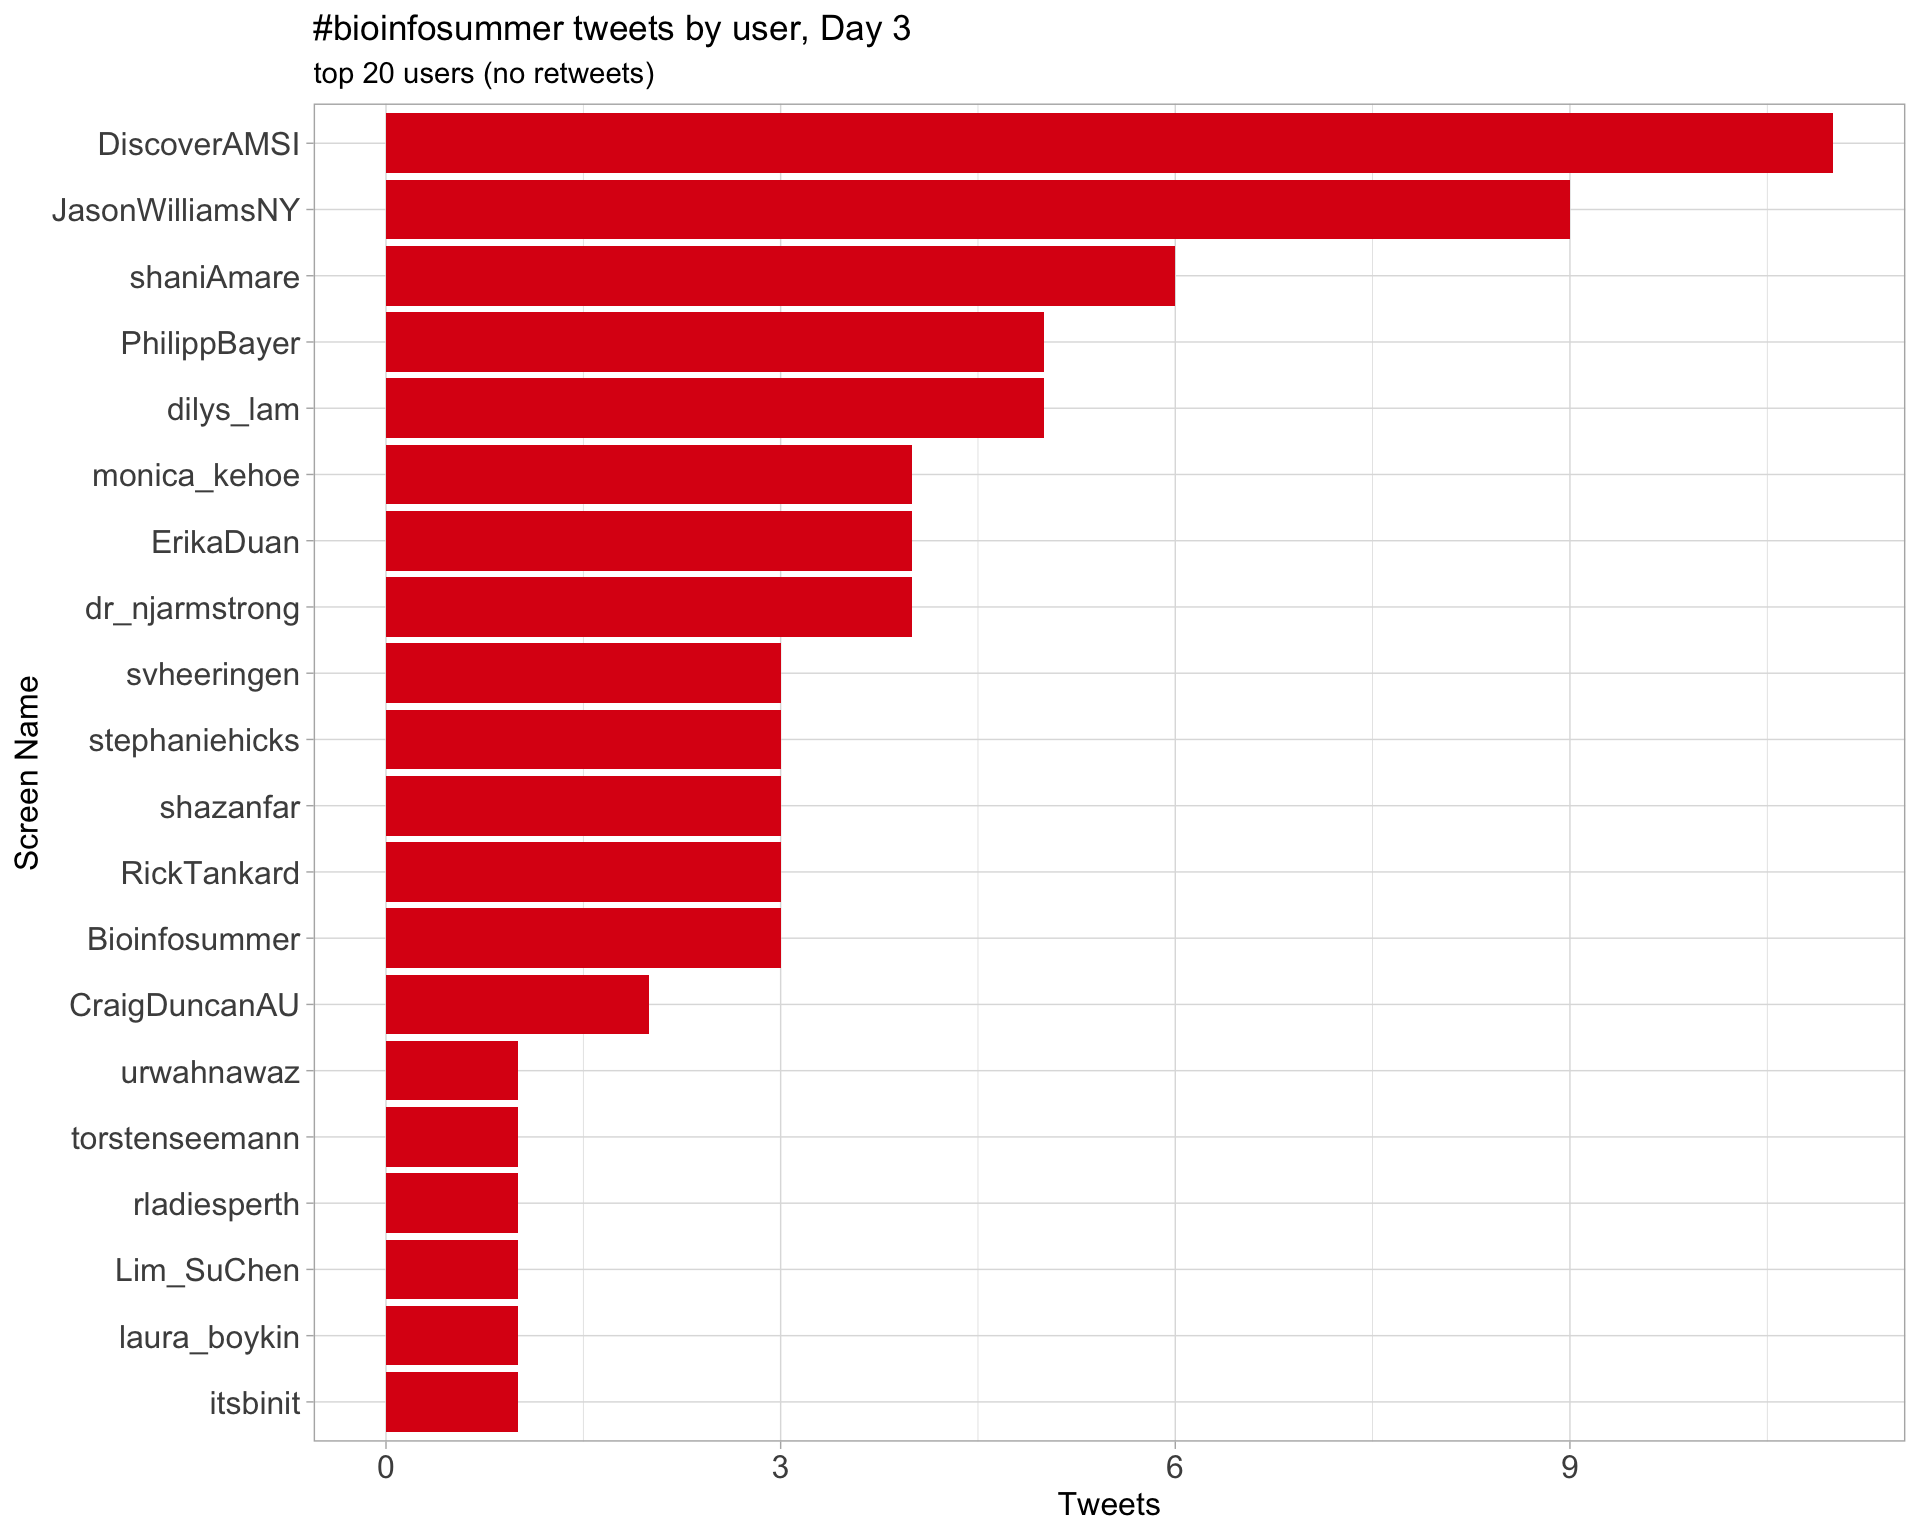 #bioinfosummer tweets by user, Day 3
top 20 users (no retweets)
Screen Name
DiscoverAMSI
JasonWilliamsNY
shaniAmare
PhilippBayer
dilys_lam
monica_kehoe
ErikaDuan
dr_njarmstrong
svheeringen
stephaniehicks
shazanfar
RickTankard
Bioinfosummer
CraigDuncanAU
urwahnawaz
torstenseemann
rladiesperth
Lim_SuChen
laura_boykin
itsbinit
0 3 6 9
Tweets